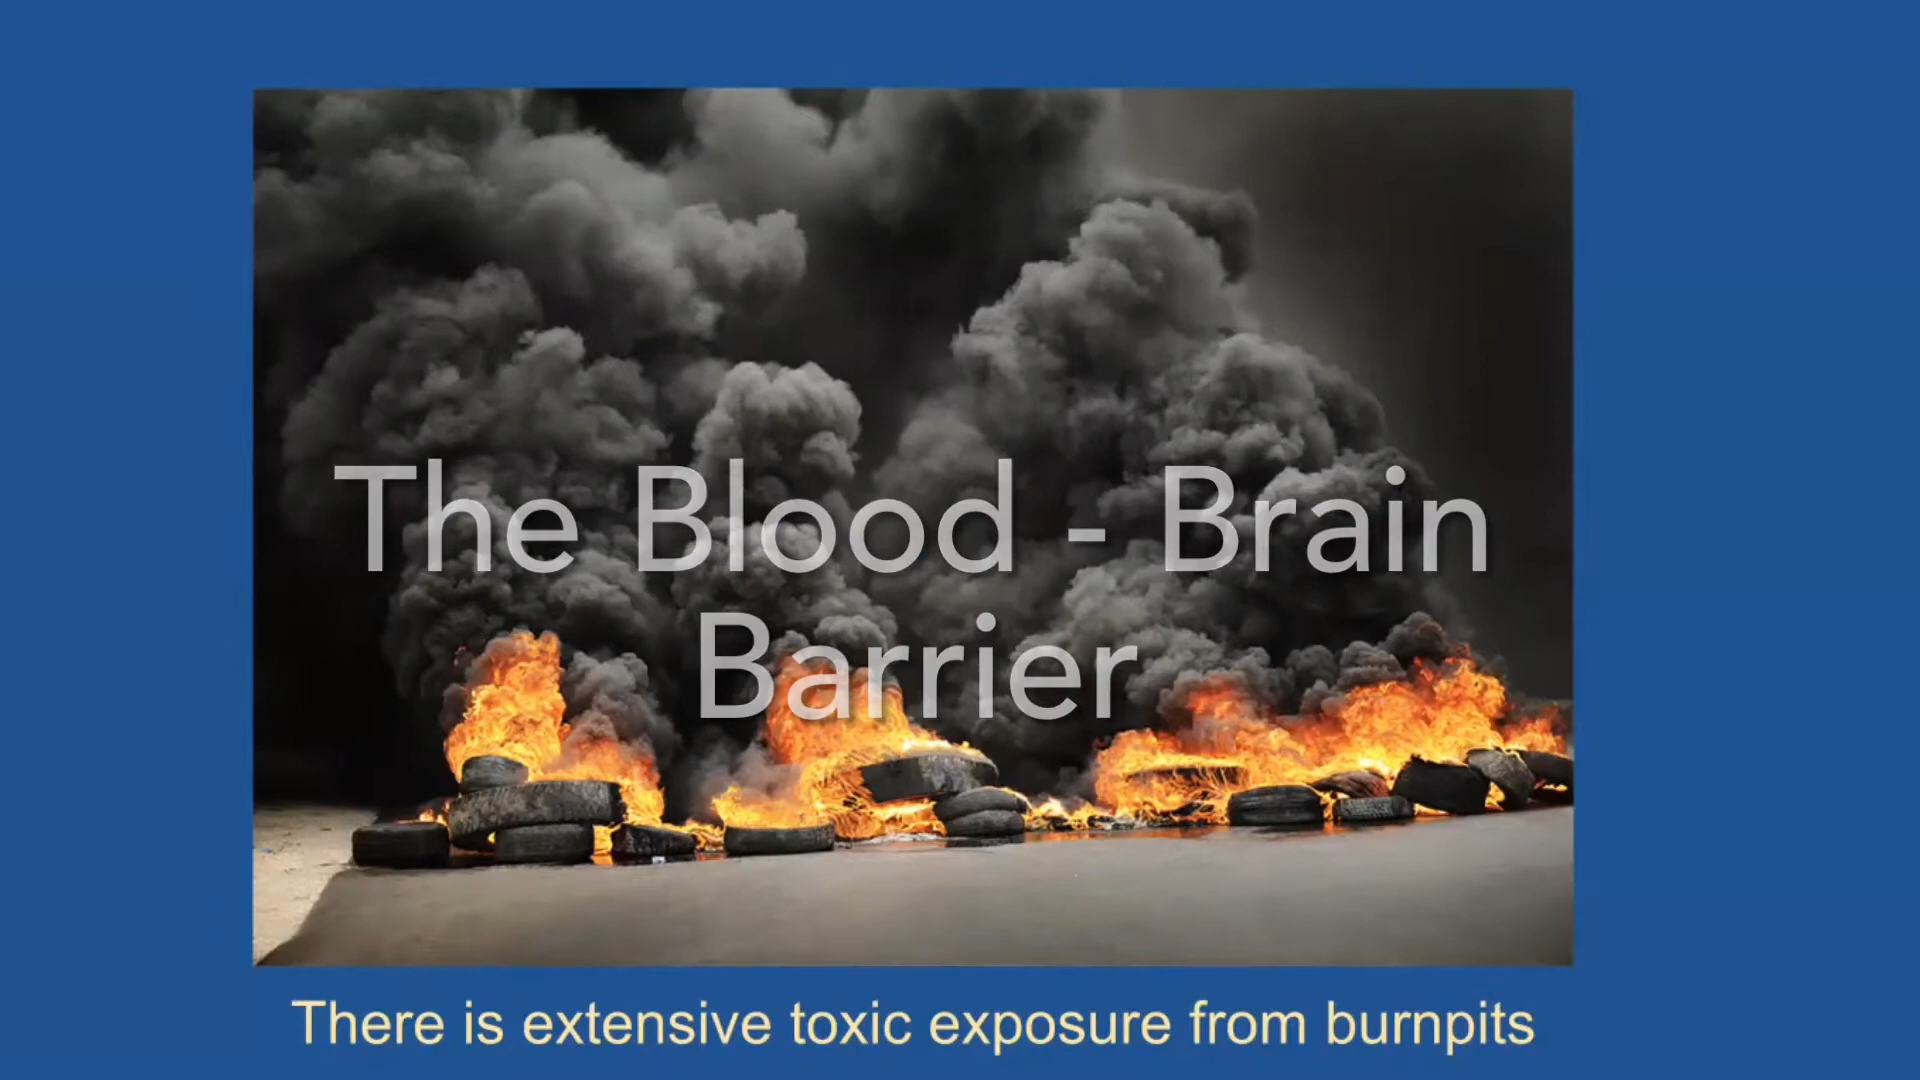 The Blood - Brain
Barrier
There is extensive toxic exposure from burnpits